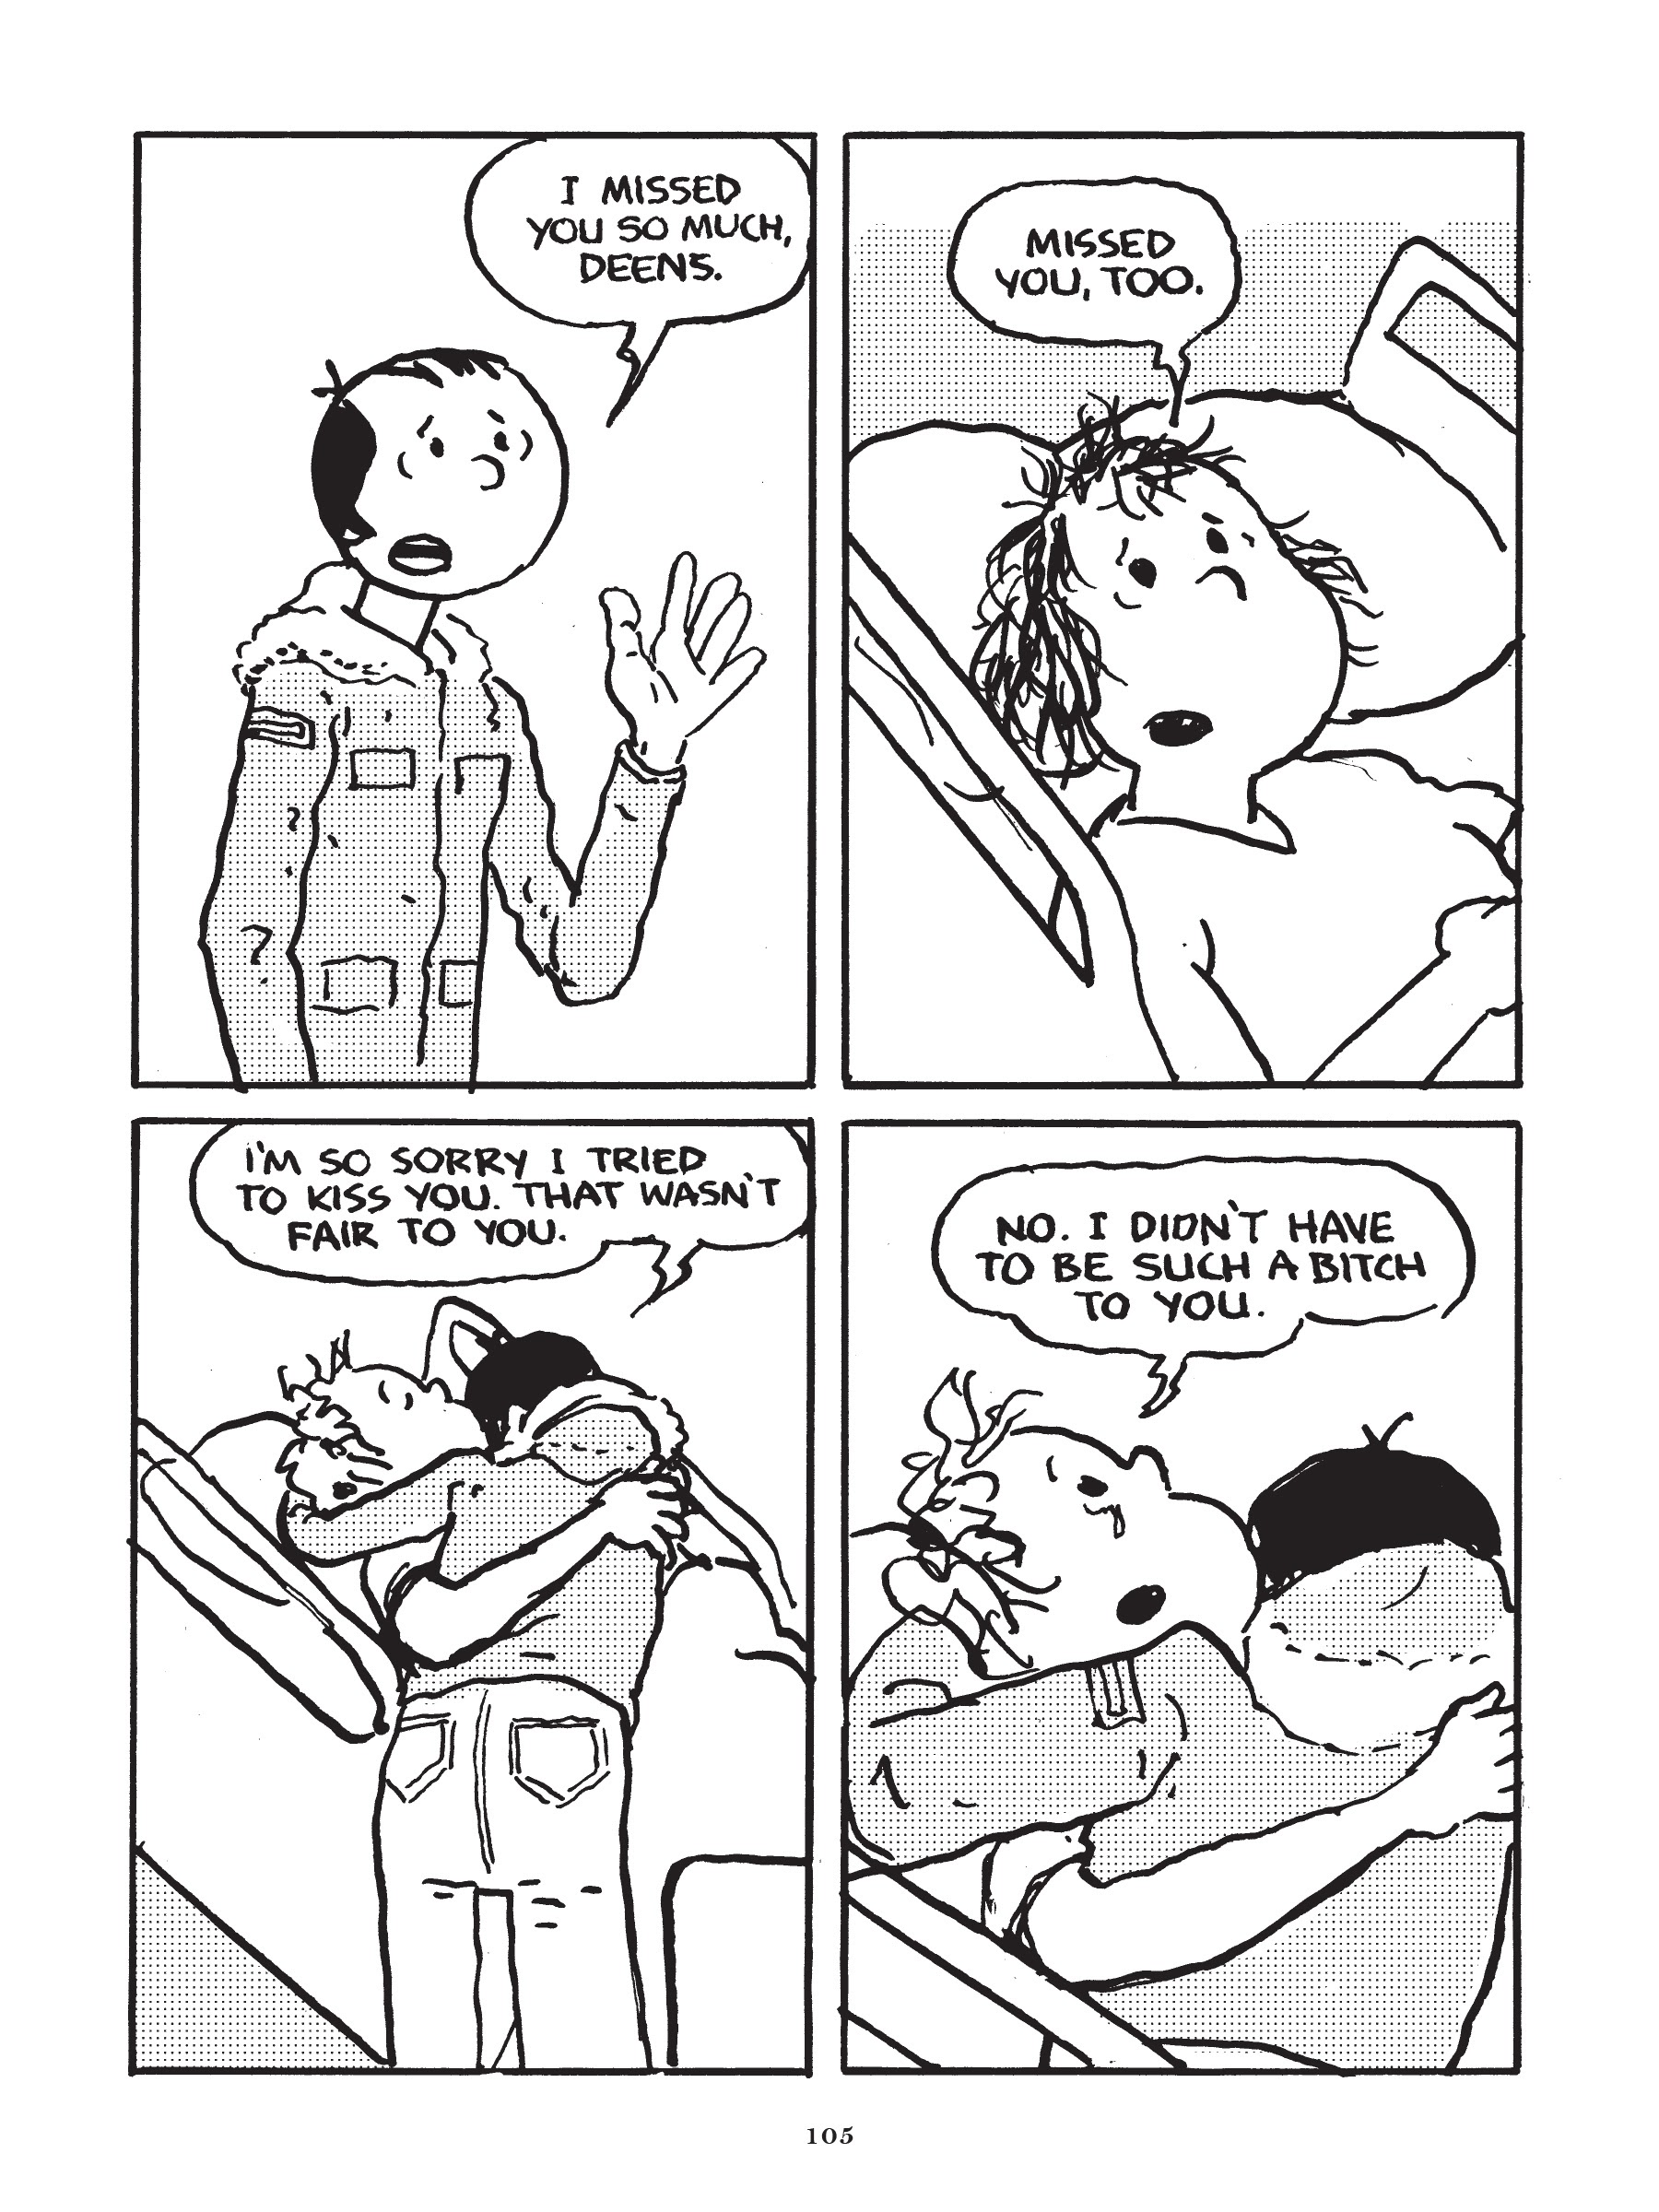 I MISSED
YOU SO MUCH,
DEENS.
MISSED
YOU, TOO.
I'M SO SORRY I TRIED
TO KISS YOU. THAT WASN'T
FAIR TO YOU.
NO. I DIDN'T HAVE
TO BE SUCH A BITCH
TO YOU.
105